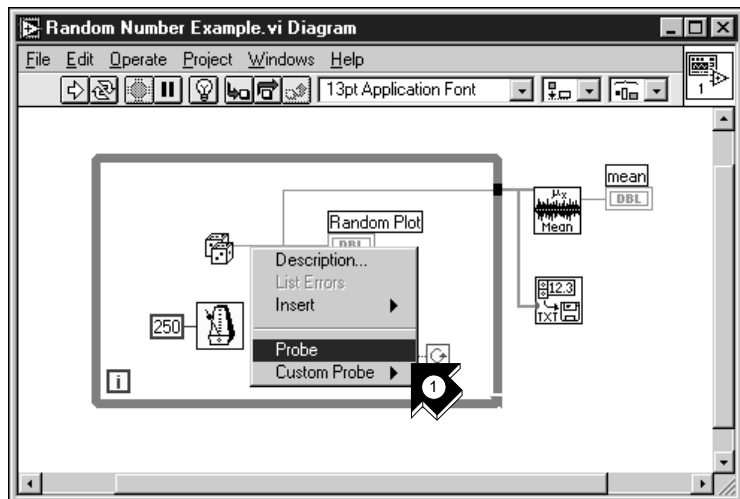 Random Number Example.vi Diagram
File Edit Operate Project Windows Help
13pt Application Font
1
mean
DBL
μx
Mean
Random Plot
DBL
Description...
List Errors
Insert
Probe
Custom Probe
1
250
i
12.3
TXT